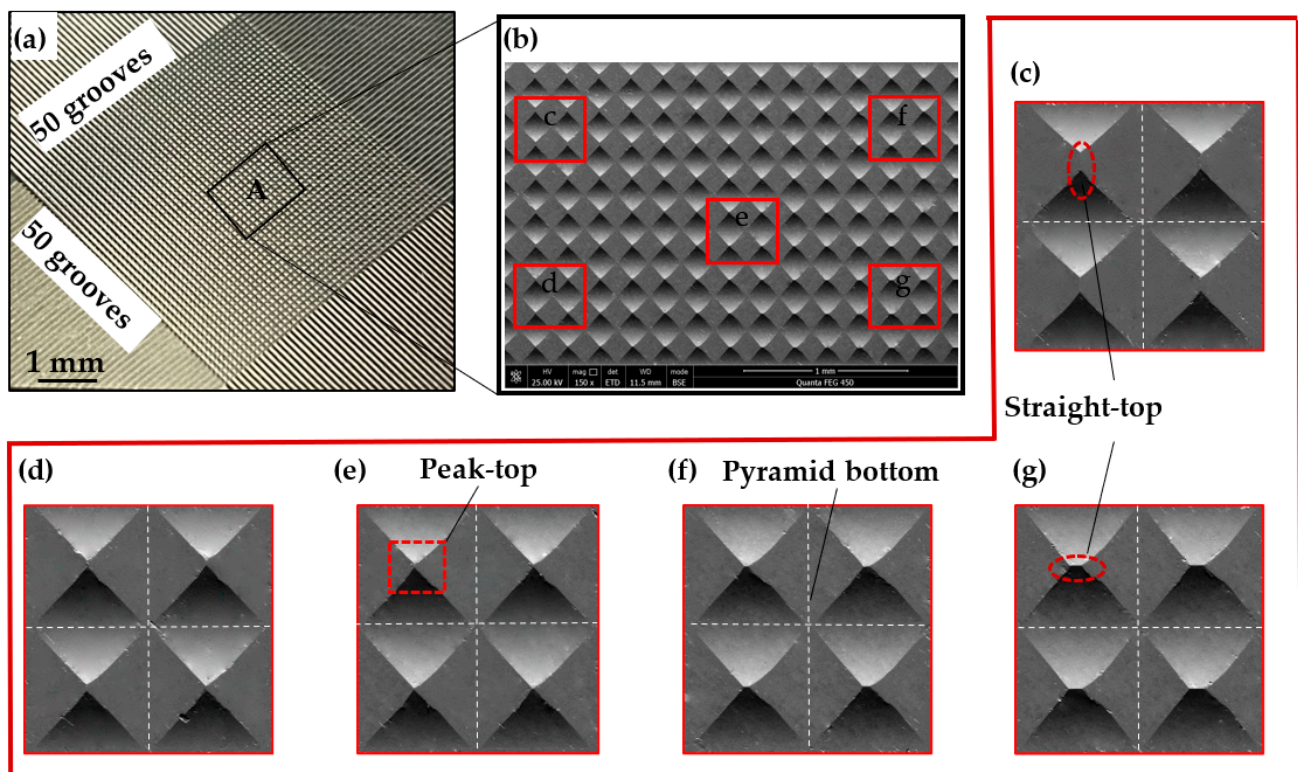 (a)
50 grooves
A
50 grooves
1 mm
(b)
c
f
e
d
g
HV
mag
det
WD
mode
1 mm
25.00 kV
150 x
ETD
11.5 mm
BSE
Quanta FEG 450
(c)
Straight-top
(d)
(e)
Peak-top
(f)
Pyramid bottom
(g)